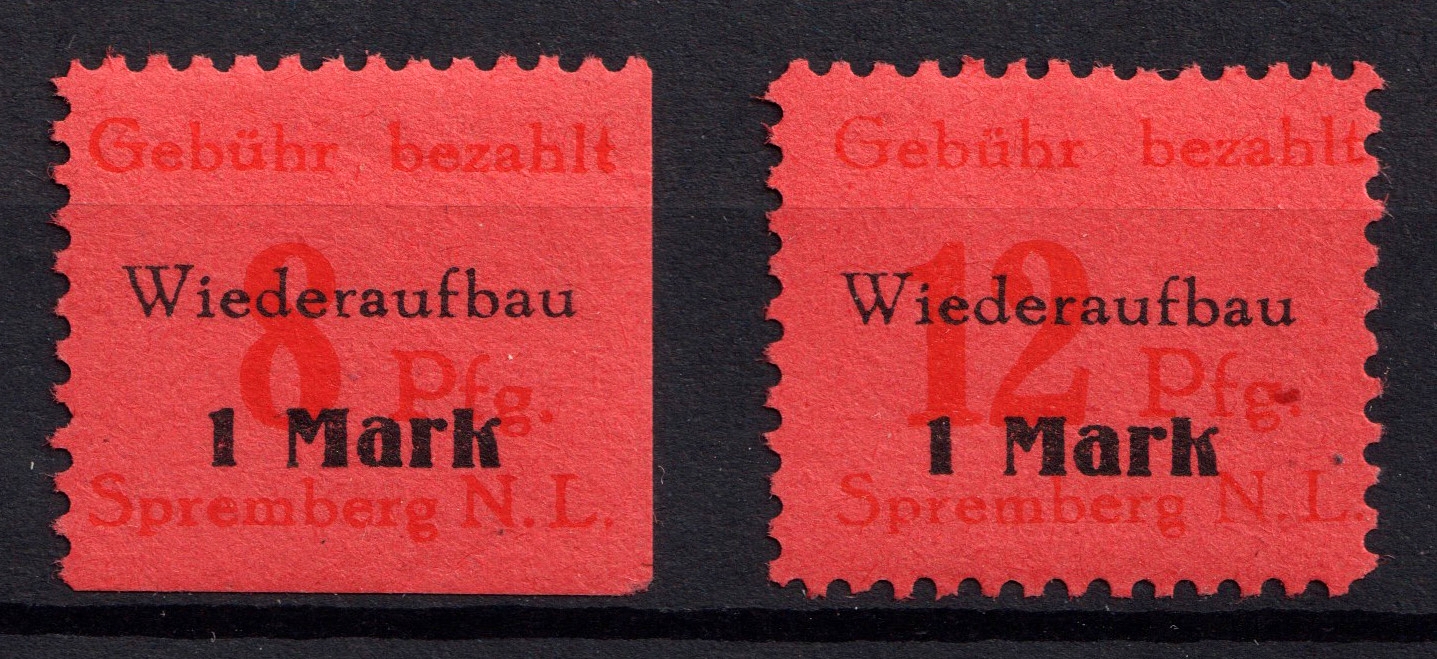 Gebühr bezahlt
Wiederaufbau
8 Pfg.
1 Mark
Spremberg N.L.
Gebühr bezahlt
Wiederaufbau
12 Pfg.
1 Mark
Spremberg N.L.